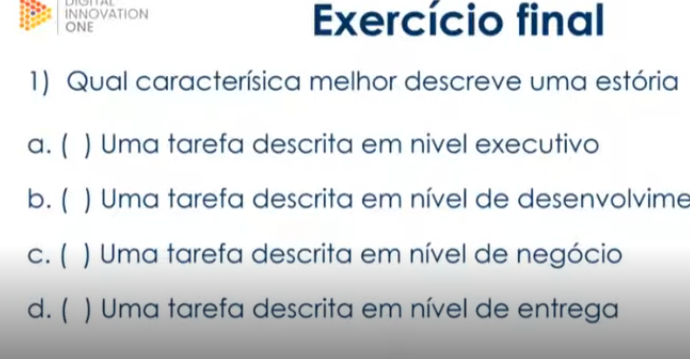 DIGITAL
INNOVATION
ONE
Exercício final
1) Qual caracterísica melhor descreve uma estória
a. ( ) Uma tarefa descrita em nivel executivo
b. ( ) Uma tarefa descrita em nível de desenvolvime
c. ( ) Uma tarefa descrita em nível de negócio
d. ( ) Uma tarefa descrita em nível de entrega